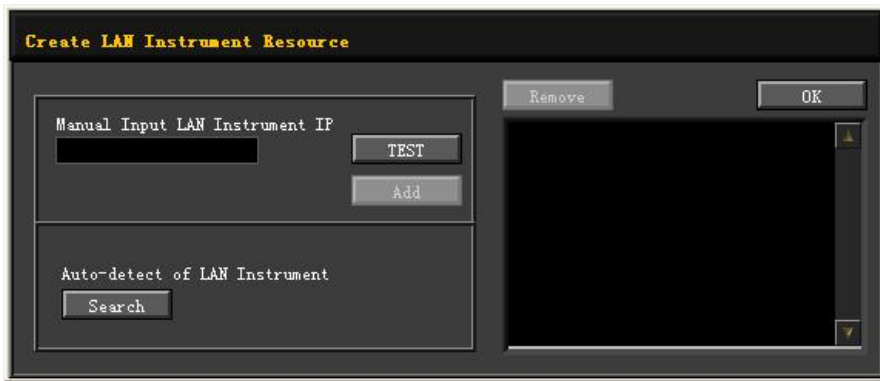 Create LAN Instrument Resource
Remove
OK
Manual Input LAN Instrument IP
TEST
Add
Auto-detect of LAN Instrument
Search